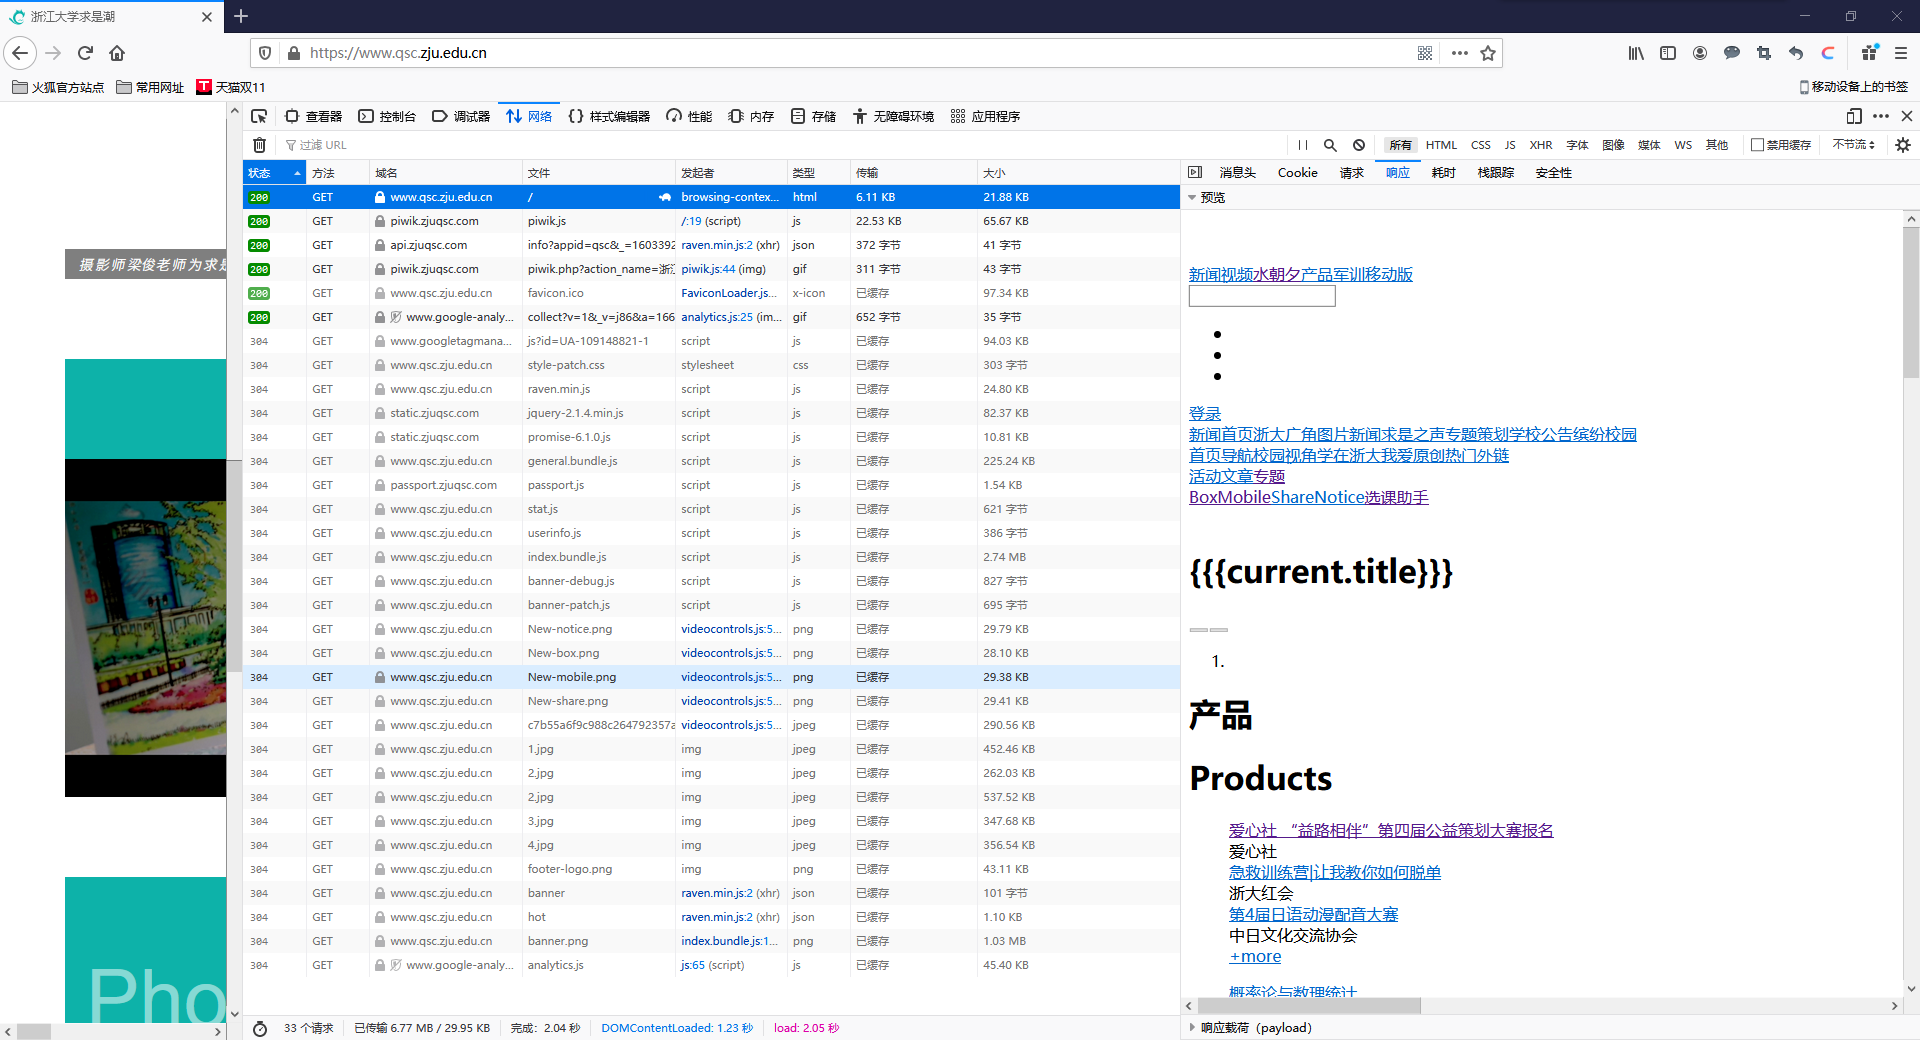 浙江大学求是潮
https://www.qsc.zju.edu.cn
火狐官方站点 常用网址 天猫双11 移动设备上的书签
摄影师梁俊老师为求是
Pho
查看器 控制台 调试器 网络 {} 样式编辑器 性能 内存 存储 无障碍环境 应用程序
过滤 URL 所有 HTML CSS JS XHR 字体 图像 媒体 WS 其他 禁用缓存 不节流
状态 方法 域名 文件 发起者 类型 传输 大小
200 GET www.qsc.zju.edu.cn / browsing-contex... html 6.11 KB 21.88 KB
200 GET piwik.zjuqsc.com piwik.js /:19 (script) js 22.53 KB 65.67 KB
200 GET api.zjuqsc.com info?appid=qsc&_=1603392 raven.min.js:2 (xhr) json 372 字节 41 字节
200 GET piwik.zjuqsc.com piwik.php?action_name=浙江 piwik.js:44 (img) gif 311 字节 43 字节
200 GET www.qsc.zju.edu.cn favicon.ico FaviconLoader.js... x-icon 已缓存 97.34 KB
200 GET www.google-analy... collect?v=1&_v=j86&a=166 analytics.js:25 (im... gif 652 字节 35 字节
304 GET www.googletagmana... js?id=UA-109148821-1 script js 已缓存 94.03 KB
304 GET www.qsc.zju.edu.cn style-patch.css stylesheet css 已缓存 303 字节
304 GET www.qsc.zju.edu.cn raven.min.js script js 已缓存 24.80 KB
304 GET static.zjuqsc.com jquery-2.1.4.min.js script js 已缓存 82.37 KB
304 GET static.zjuqsc.com promise-6.1.0.js script js 已缓存 10.81 KB
304 GET www.qsc.zju.edu.cn general.bundle.js script js 已缓存 225.24 KB
304 GET passport.zjuqsc.com passport.js script js 已缓存 1.54 KB
304 GET www.qsc.zju.edu.cn stat.js script js 已缓存 621 字节
304 GET www.qsc.zju.edu.cn userinfo.js script js 已缓存 386 字节
304 GET www.qsc.zju.edu.cn index.bundle.js script js 已缓存 2.74 MB
304 GET www.qsc.zju.edu.cn banner-debug.js script js 已缓存 827 字节
304 GET www.qsc.zju.edu.cn banner-patch.js script js 已缓存 695 字节
304 GET www.qsc.zju.edu.cn New-notice.png videocontrols.js:5... png 已缓存 29.79 KB
304 GET www.qsc.zju.edu.cn New-box.png videocontrols.js:5... png 已缓存 28.10 KB
304 GET www.qsc.zju.edu.cn New-mobile.png videocontrols.js:5... png 已缓存 29.38 KB
304 GET www.qsc.zju.edu.cn New-share.png videocontrols.js:5... png 已缓存 29.41 KB
304 GET www.qsc.zju.edu.cn c7b55a6f9c988c264792357a videocontrols.js:5... jpeg 已缓存 290.56 KB
304 GET www.qsc.zju.edu.cn 1.jpg img jpeg 已缓存 452.46 KB
304 GET www.qsc.zju.edu.cn 2.jpg img jpeg 已缓存 262.03 KB
304 GET www.qsc.zju.edu.cn 2.jpg img jpeg 已缓存 537.52 KB
304 GET www.qsc.zju.edu.cn 3.jpg img jpeg 已缓存 347.68 KB
304 GET www.qsc.zju.edu.cn 4.jpg img jpeg 已缓存 356.54 KB
304 GET www.qsc.zju.edu.cn footer-logo.png img png 已缓存 43.11 KB
304 GET www.qsc.zju.edu.cn banner raven.min.js:2 (xhr) json 已缓存 101 字节
304 GET www.qsc.zju.edu.cn hot raven.min.js:2 (xhr) json 已缓存 1.10 KB
304 GET www.qsc.zju.edu.cn banner.png index.bundle.js:1... png 已缓存 1.03 MB
304 GET www.google-analy... analytics.js js:65 (script) js 已缓存 45.40 KB
33 个请求 已传输 6.77 MB / 29.95 KB 完成：2.04 秒 DOMContentLoaded: 1.23 秒 load: 2.05 秒
消息头 Cookie 请求 响应 耗时 栈跟踪 安全性
预览
新闻视频水朝夕产品军训移动版
登录
新闻首页浙大广角图片新闻求是之声专题策划学校公告缤纷校园
首页导航校园视角学在浙大我爱原创热门外链
活动文章专题
BoxMobileShareNotice选课助手
{{{current.title}}}
1.
产品
Products
爱心社 “益路相伴”第四届公益策划大赛报名
爱心社
急救训练营|让我教你如何脱单
浙大红会
第4届日语动漫配音大赛
中日文化交流协会
+more
概率论与数理统计
响应载荷（payload）